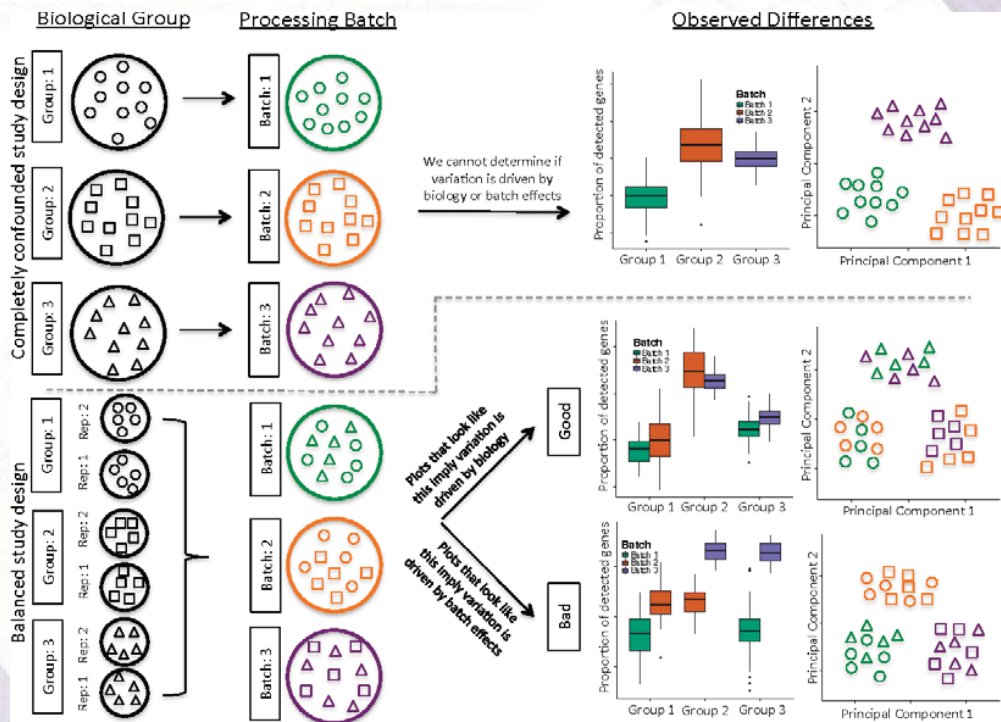 Biological Group
Processing Batch
Observed Differences
Completely confounded study design
Group: 1
Group: 2
Group: 3
Batch: 1
Batch: 2
Batch: 3
We cannot determine if
variation is driven by
biology or batch effects
Proportion of detected genes
Batch
Batch 1
Batch 2
Batch 3
Group 1
Group 2
Group 3
Principal Component 2
Principal Component 1
Balanced study design
Group: 1
Rep: 2
Rep: 1
Group: 2
Rep: 2
Rep: 1
Group: 3
Rep: 2
Rep: 1
Batch: 1
Batch: 2
Batch: 3
Plots that look like
this imply variation is
driven by biology
Good
Plots that look like
this imply variation is
driven by batch effects
Bad
Proportion of detected genes
Batch
Batch 1
Batch 2
Batch 3
Group 1
Group 2
Group 3
Principal Component 2
Principal Component 1
Proportion of detected genes
Batch
Batch 1
Batch 2
Batch 3
Group 1
Group 2
Group 3
Principal Component 2
Principal Component 1